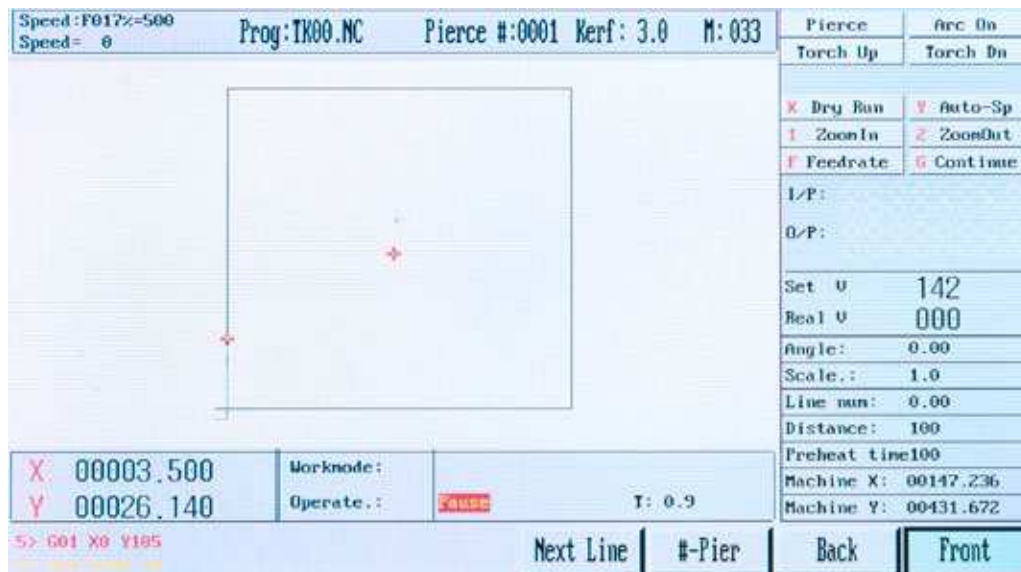 Speed:F017%=500
Speed= 0
Prog:TK00.NC
Pierce #:0001
Kerf: 3.0
M:033
Pierce
Arc On
Torch Up
Torch Dn
X Dry Run
Y Auto-Sp
1 ZoomIn
2 ZoomOut
F Feedrate
G Continue
I/P:
O/P:
Set V 142
Real V 000
Angle: 0.00
Scale.: 1.0
Line num: 0.00
Distance: 100
Preheat time100
Machine X: 00147.236
Machine Y: 00431.672
X 00003.500
Y 00026.140
Workmode:
Operate.: Pause T: 0.9
5> G01 X0 Y105
Next Line
#-Pier
Back
Front